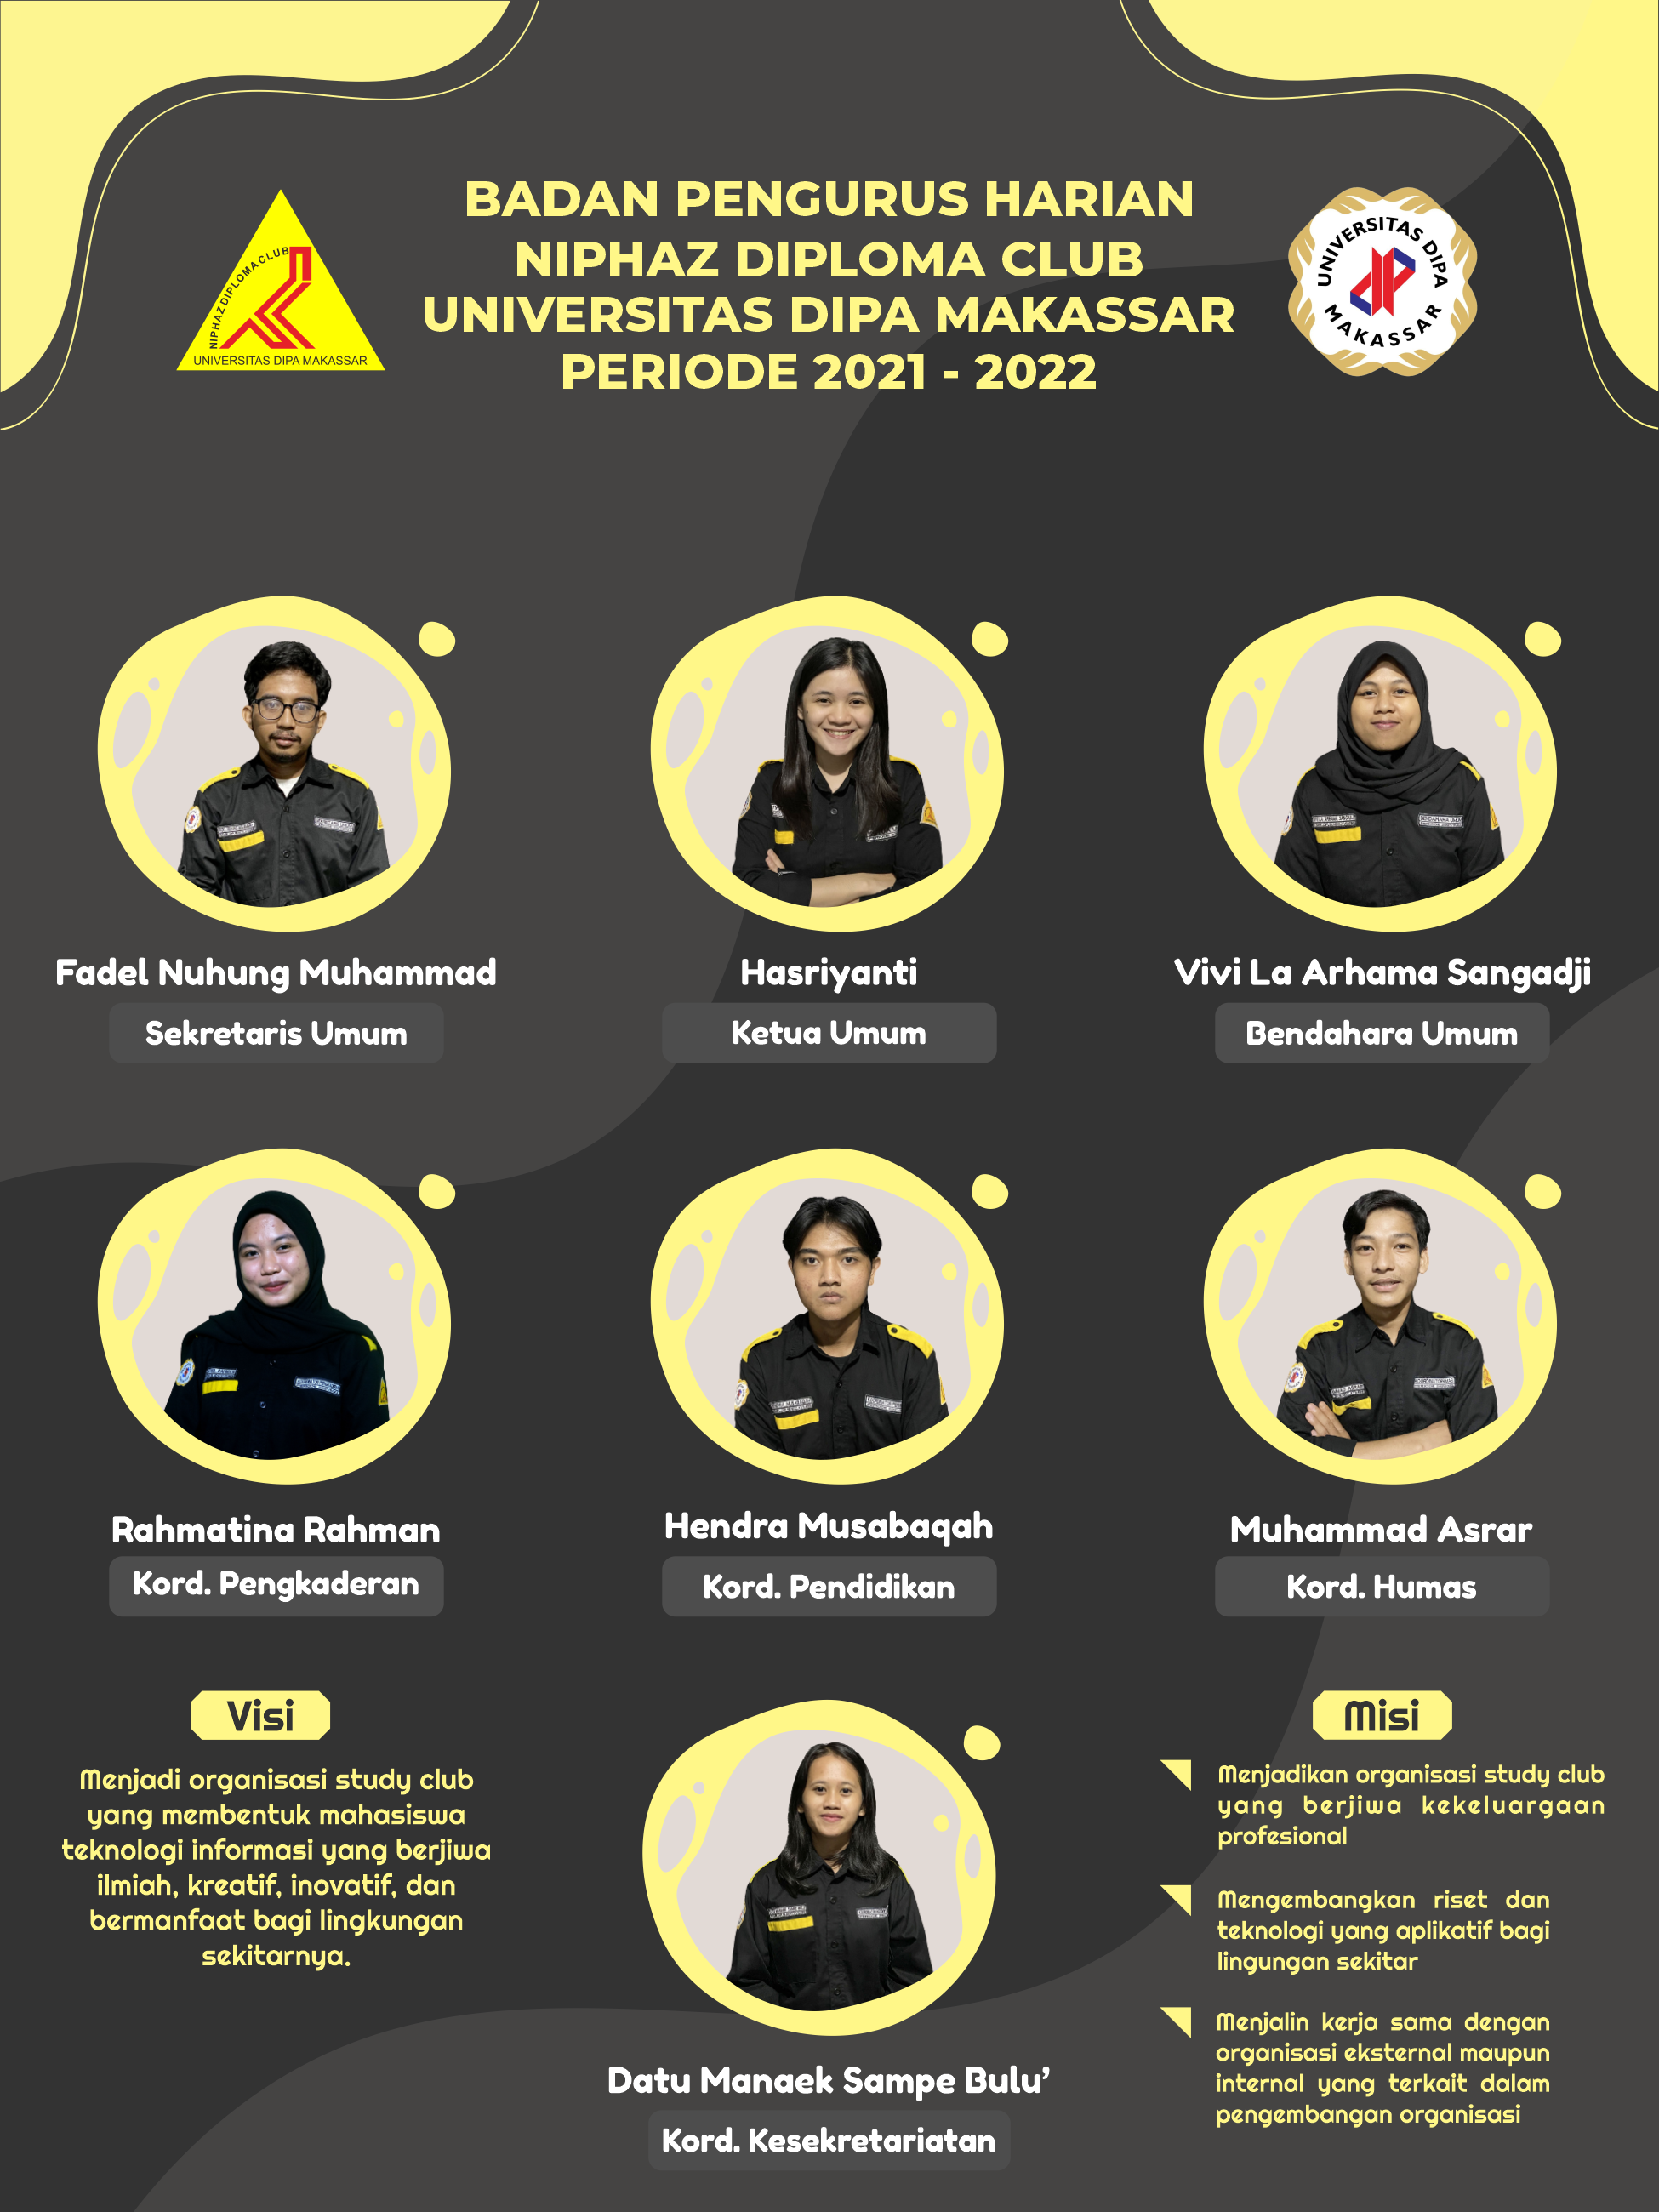 BADAN PENGURUS HARIAN
NIPHAZ DIPLOMA CLUB
UNIVERSITAS DIPA MAKASSAR
PERIODE 2021 - 2022
NIPHAZ DIPLOMA CLUB
UNIVERSITAS DIPA MAKASSAR
UNIVERSITAS DIPA
MAKASSAR
Fadel Nuhung Muhammad
Sekretaris Umum
Hasriyanti
Ketua Umum
Vivi La Arhama Sangadji
Bendahara Umum
Rahmatina Rahman
Kord. Pengkaderan
Hendra Musabaqah
Kord. Pendidikan
Muhammad Asrar
Kord. Humas
Visi
Menjadi organisasi study club
yang membentuk mahasiswa
teknologi informasi yang berjiwa
ilmiah, kreatif, inovatif, dan
bermanfaat bagi lingkungan
sekitarnya.
Datu Manaek Sampe Bulu’
Kord. Kesekretariatan
Misi
Menjadikan organisasi study club
yang berjiwa kekeluargaan
profesional
Mengembangkan riset dan
teknologi yang aplikatif bagi
lingungan sekitar
Menjalin kerja sama dengan
organisasi eksternal maupun
internal yang terkait dalam
pengembangan organisasi